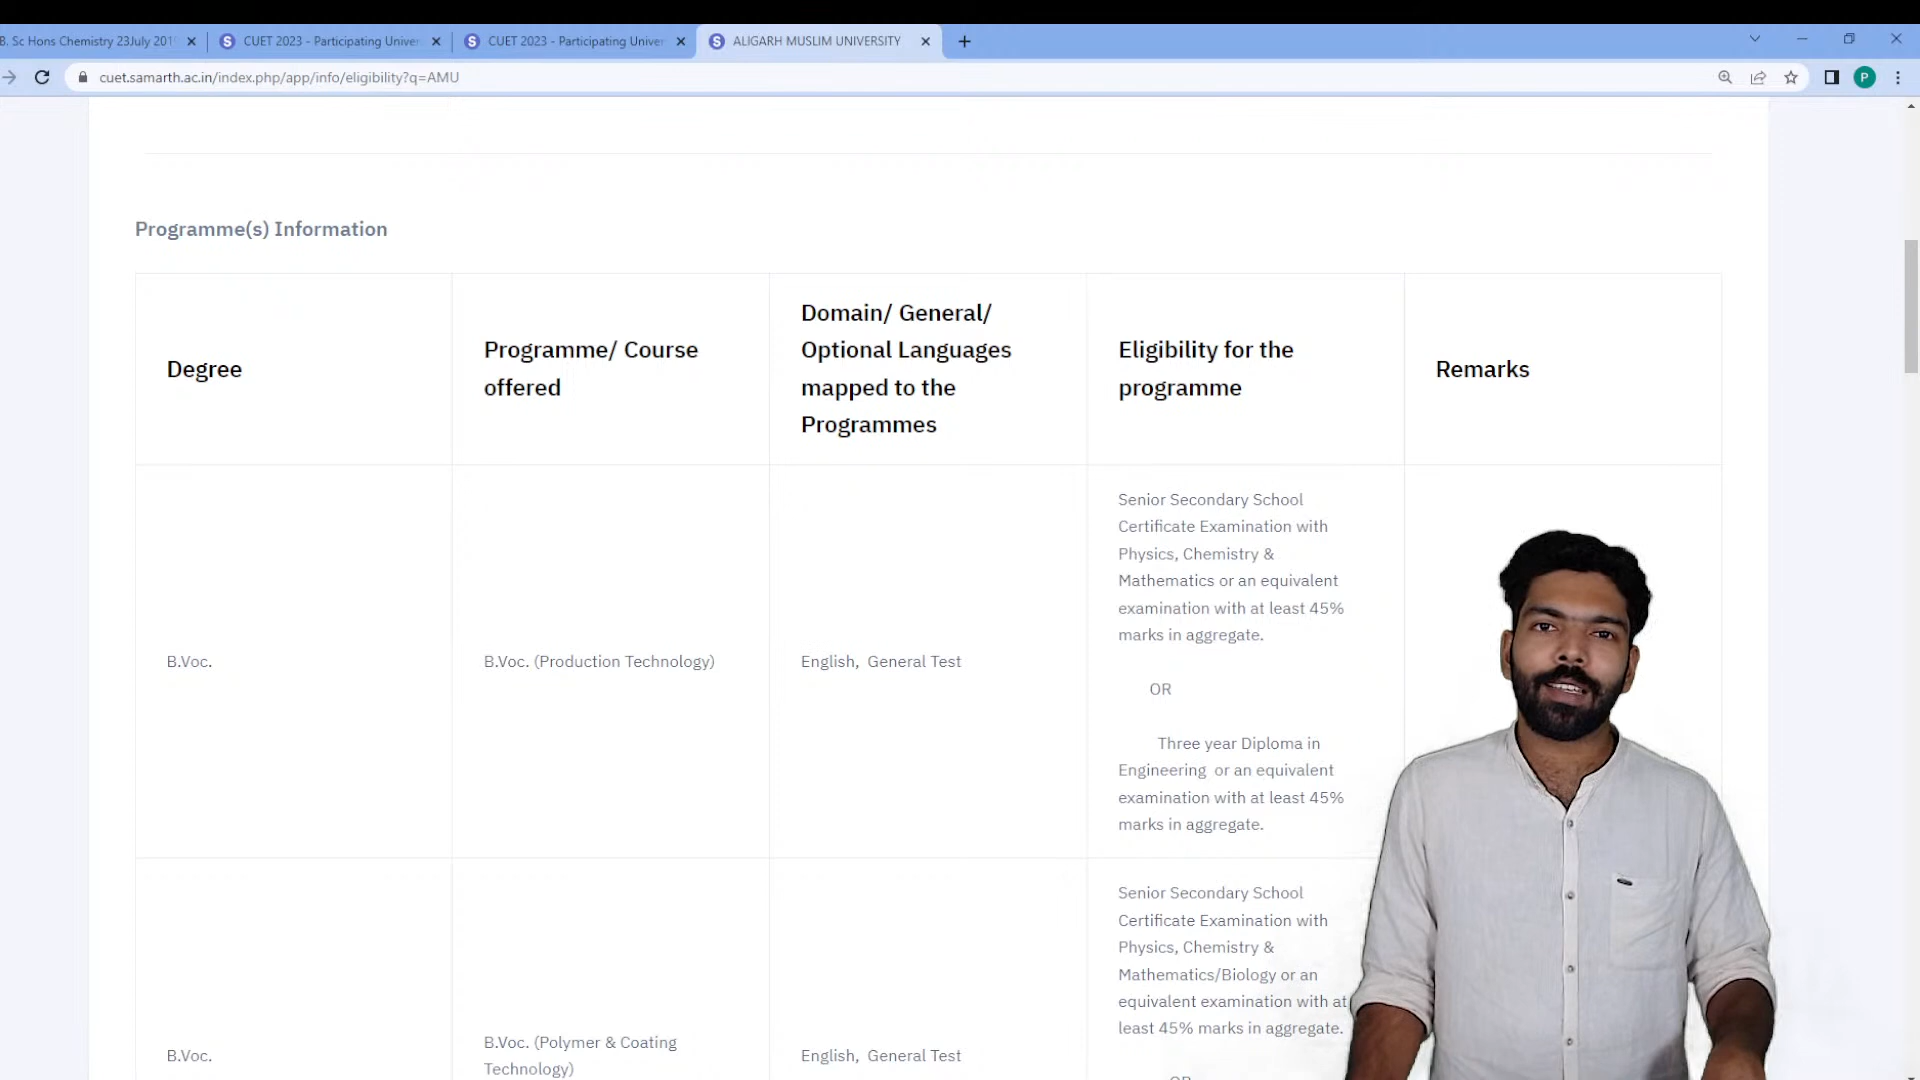 B. Sc Hons Chemistry 23July 201
CUET 2023 - Participating Univer
CUET 2023 - Participating Univer
ALIGARH MUSLIM UNIVERSITY
cuet.samarth.ac.in/index.php/app/info/eligibility?q=AMU
P
Programme(s) Information
Degree
Programme/ Course
offered
Domain/ General/
Optional Languages
mapped to the
Programmes
Eligibility for the
programme
Remarks
B.Voc.
B.Voc. (Production Technology)
English,  General Test
Senior Secondary School
Certificate Examination with
Physics, Chemistry &
Mathematics or an equivalent
examination with at least 45%
marks in aggregate.
OR
Three year Diploma in
Engineering  or an equivalent
examination with at least 45%
marks in aggregate.
B.Voc.
B.Voc. (Polymer & Coating
Technology)
English,  General Test
Senior Secondary School
Certificate Examination with
Physics, Chemistry &
Mathematics/Biology or an
equivalent examination with at
least 45% marks in aggregate.
OR